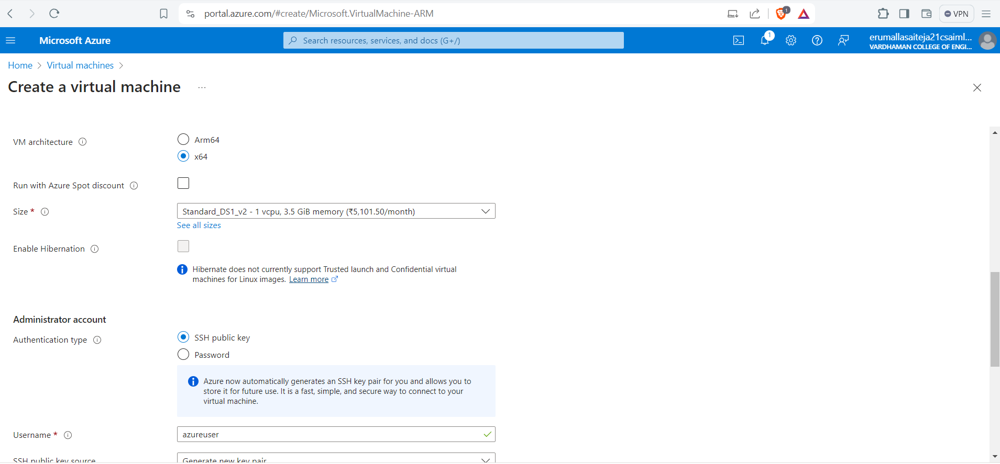 portal.azure.com/#create/Microsoft.VirtualMachine-ARM
1
VPN
Microsoft Azure
Search resources, services, and docs (G+/)
1
erumallasaiteja21csaiml...
VARDHAMAN COLLEGE OF ENGI...
Home > Virtual machines >
Create a virtual machine ...
VM architecture
Arm64
x64
Run with Azure Spot discount
Size *
Standard_DS1_v2 - 1 vcpu, 3.5 GiB memory (₹5,101.50/month)
See all sizes
Enable Hibernation
Hibernate does not currently support Trusted launch and Confidential virtual
machines for Linux images. Learn more
Administrator account
Authentication type
SSH public key
Password
Azure now automatically generates an SSH key pair for you and allows you to
store it for future use. It is a fast, simple, and secure way to connect to your
virtual machine.
Username *
azureuser
SSH public key source
Generate new key pair